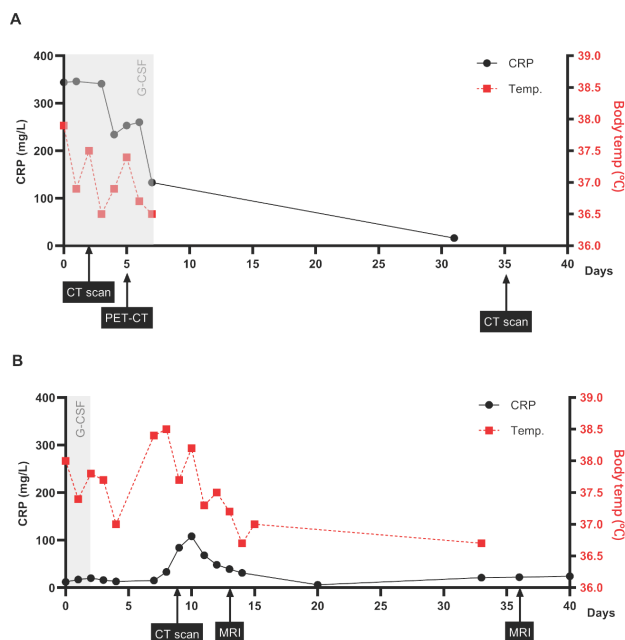 A
G-CSF
CRP
Temp.
CRP (mg/L)
Body temp (°C)
400
300
200
100
0
39.0
38.5
38.0
37.5
37.0
36.5
36.0
0 5 10 15 20 25 30 35 40
Days
CT scan
PET-CT
CT scan
B
G-CSF
CRP
Temp.
CRP (mg/L)
Body temp (°C)
400
300
200
100
0
39.0
38.5
38.0
37.5
37.0
36.5
36.0
0 5 10 15 20 25 30 35 40
Days
CT scan
MRI
MRI